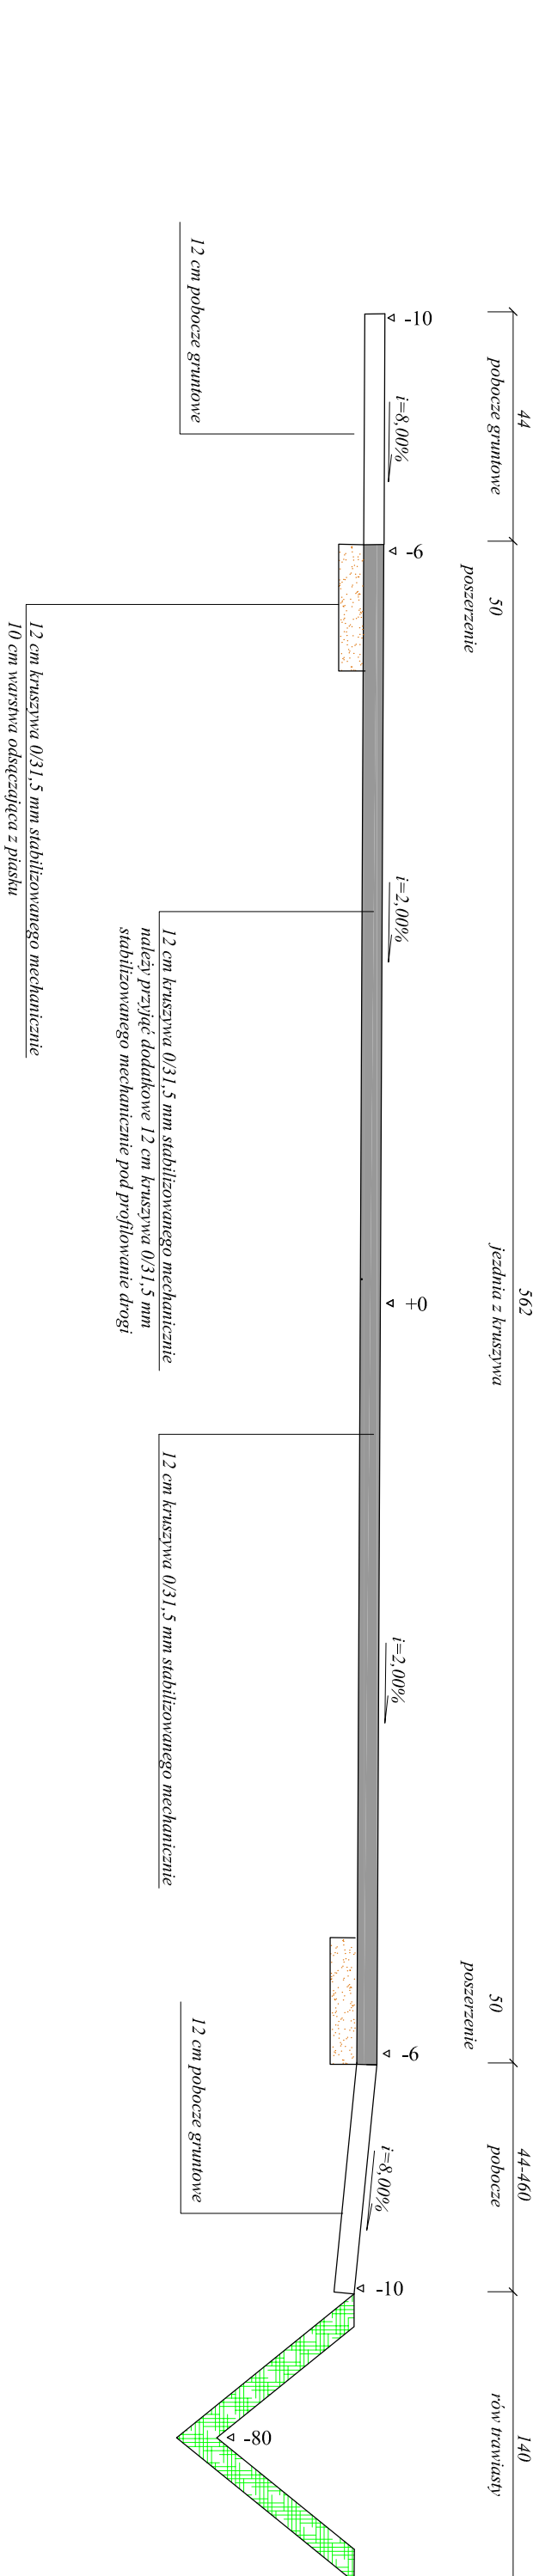 44
pobocze gruntowe
50
poszerzenie
562
jezdnia z kruszywa
50
poszerzenie
44-460
pobocze
140
rów trawiasty
-10
i=8,00%
-6
i=2,00%
+0
i=2,00%
-6
i=8,00%
-10
-80
12 cm pobocze gruntowe
12 cm kruszywa 0/31,5 mm stabilizowanego mechanicznie
10 cm warstwa odsączająca z piasku
12 cm kruszywa 0/31,5 mm stabilizowanego mechanicznie
należy przyjąć dodatkowe 12 cm kruszywa 0/31,5 mm
stabilizowanego mechanicznie pod profilowanie drogi
12 cm kruszywa 0/31,5 mm stabilizowanego mechanicznie
12 cm pobocze gruntowe